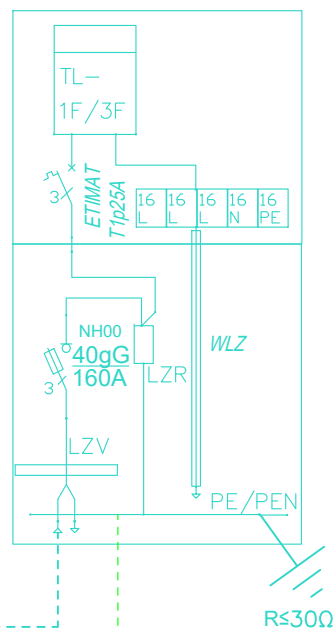 TL-
1F/3F
3
ETIMAT
T1p25A
16 16 16 16 16
L L L N PE
NH00
40gG
160A
3
LZR
WLZ
LZV
PE/PEN
R≤30Ω